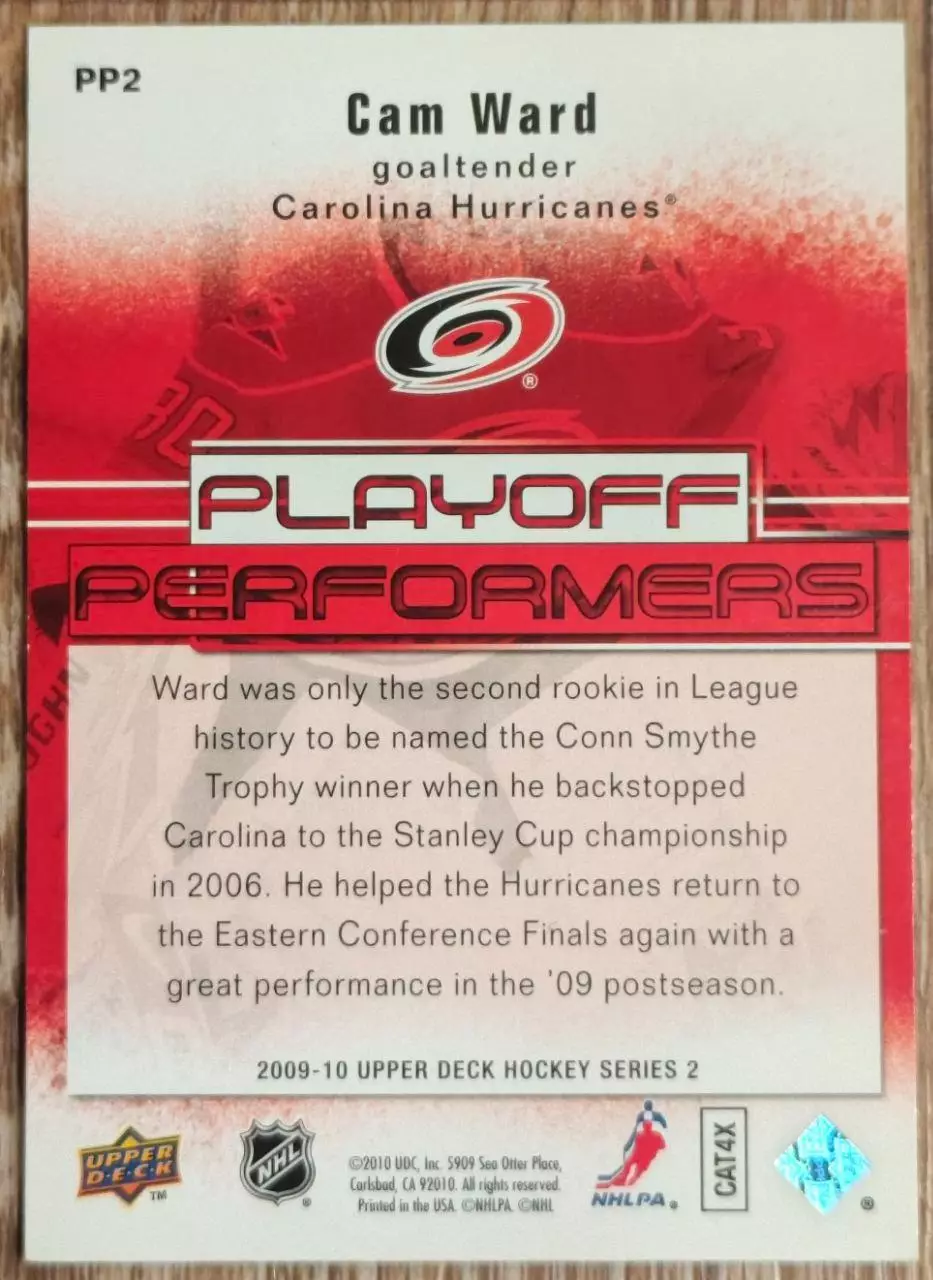 PP2
Cam Ward
goaltender
Carolina Hurricanes®
®
30
PLAYOFF
PERFORMERS
Ward was only the second rookie in League
history to be named the Conn Smythe
Trophy winner when he backstopped
Carolina to the Stanley Cup championship
in 2006. He helped the Hurricanes return to
the Eastern Conference Finals again with a
great performance in the '09 postseason.
2009-10 UPPER DECK HOCKEY SERIES 2
UPPER
DECK
TM
NHL
®
©2010 UDC, Inc. 5909 Sea Otter Place,
Carlsbad, CA 92010. All rights reserved.
Printed in the USA. ©NHLPA. ©NHL
NHLPA®
CAT4X
®